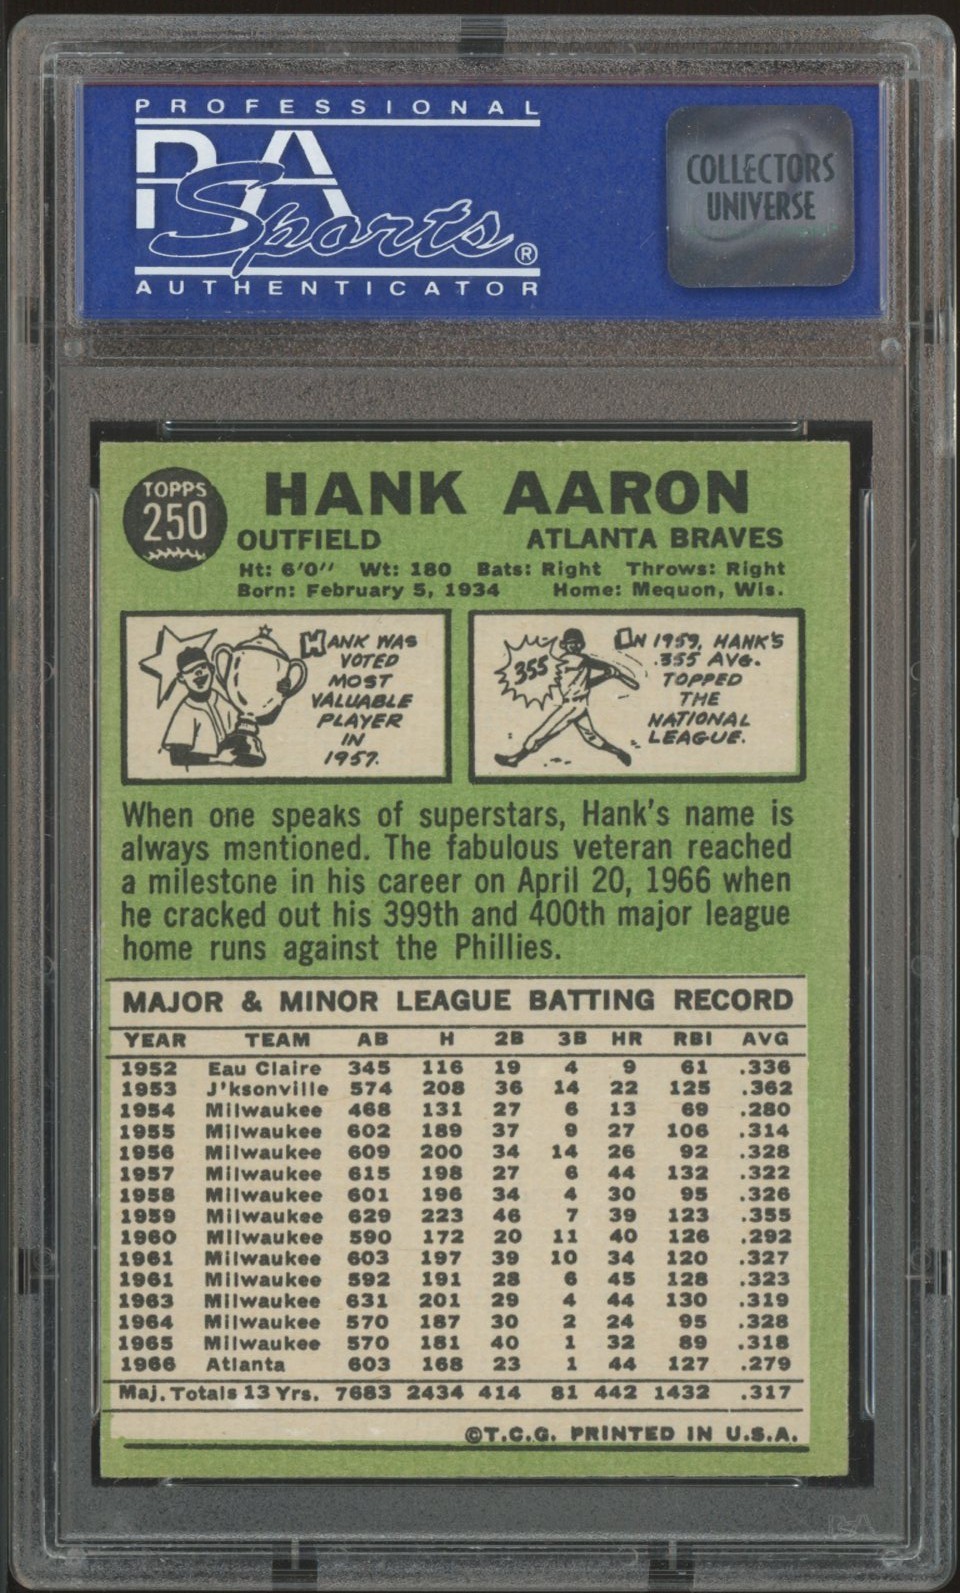 PROFESSIONAL
PSA
Sports®
AUTHENTICATOR
COLLECTORS
UNIVERSE
TOPPS
250
HANK AARON
OUTFIELD ATLANTA BRAVES
Ht: 6'0'' Wt: 180 Bats: Right Throws: Right
Born: February 5, 1934 Home: Mequon, Wis.
HANK WAS
VOTED
MOST
VALUABLE
PLAYER
IN
1957.
355
IN 1959, HANK'S
.355 AVG.
TOPPED
THE
NATIONAL
LEAGUE.
When one speaks of superstars, Hank's name is
always mentioned. The fabulous veteran reached
a milestone in his career on April 20, 1966 when
he cracked out his 399th and 400th major league
home runs against the Phillies.
MAJOR & MINOR LEAGUE BATTING RECORD
YEAR TEAM AB H 2B 3B HR RBI AVG
1952 Eau Claire 345 116 19 4 9 61 .336
1953 J'ksonville 574 208 36 14 22 125 .362
1954 Milwaukee 468 131 27 6 13 69 .280
1955 Milwaukee 602 189 37 9 27 106 .314
1956 Milwaukee 609 200 34 14 26 92 .328
1957 Milwaukee 615 198 27 6 44 132 .322
1958 Milwaukee 601 196 34 4 30 95 .326
1959 Milwaukee 629 223 46 7 39 123 .355
1960 Milwaukee 590 172 20 11 40 126 .292
1961 Milwaukee 603 197 39 10 34 120 .327
1961 Milwaukee 592 191 28 6 45 128 .323
1963 Milwaukee 631 201 29 4 44 130 .319
1964 Milwaukee 570 187 30 2 24 95 .328
1965 Milwaukee 570 181 40 1 32 89 .318
1966 Atlanta 603 168 23 1 44 127 .279
Maj. Totals 13 Yrs. 7683 2434 414 81 442 1432 .317
©T.C.G. PRINTED IN U.S.A.
PSA